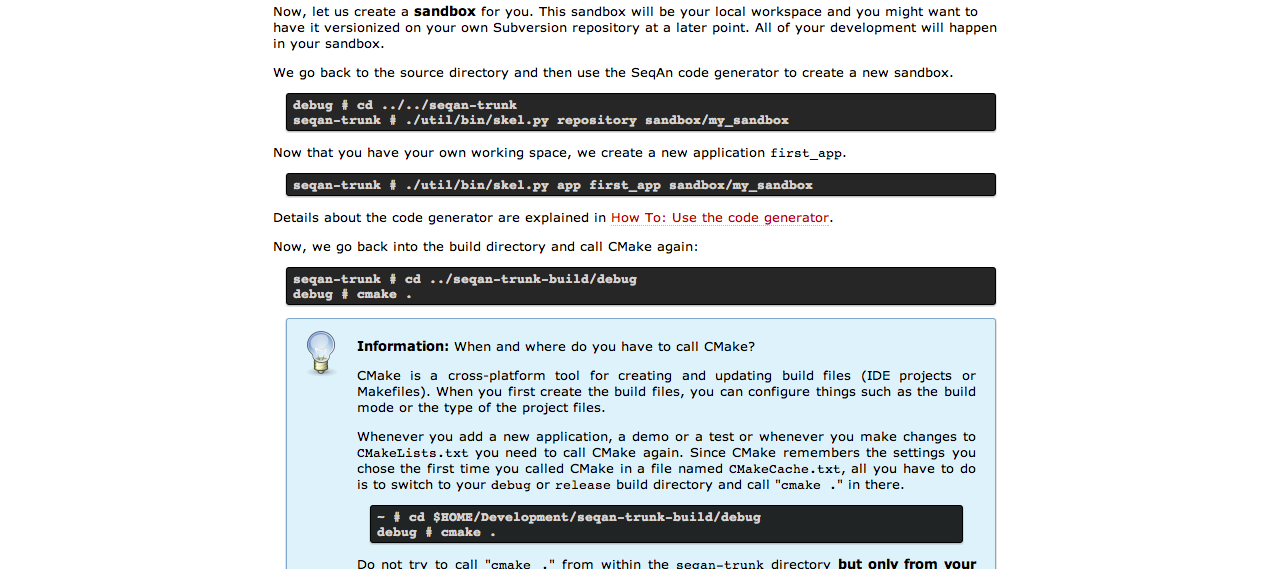 Now, let us create a sandbox for you. This sandbox will be your local workspace and you might want to
have it versionized on your own Subversion repository at a later point. All of your development will happen
in your sandbox.
We go back to the source directory and then use the SeqAn code generator to create a new sandbox.
debug # cd ../../seqan-trunk
seqan-trunk # ./util/bin/skel.py repository sandbox/my_sandbox
Now that you have your own working space, we create a new application first_app.
seqan-trunk # ./util/bin/skel.py app first_app sandbox/my_sandbox
Details about the code generator are explained in How To: Use the code generator.
Now, we go back into the build directory and call CMake again:
seqan-trunk # cd ../seqan-trunk-build/debug
debug # cmake .
Information: When and where do you have to call CMake?
CMake is a cross-platform tool for creating and updating build files (IDE projects or
Makefiles). When you first create the build files, you can configure things such as the build
mode or the type of the project files.
Whenever you add a new application, a demo or a test or whenever you make changes to
CMakeLists.txt you need to call CMake again. Since CMake remembers the settings you
chose the first time you called CMake in a file named CMakeCache.txt, all you have to do
is to switch to your debug or release build directory and call "cmake ." in there.
~ # cd $HOME/Development/seqan-trunk-build/debug
debug # cmake .
Do not try to call "cmake ." from within the seqan-trunk directory but only from your